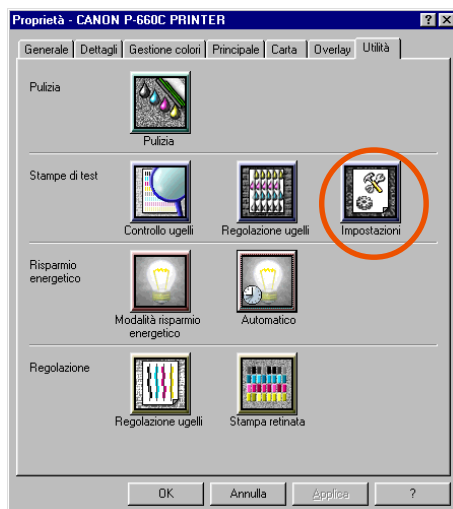 Proprietà - CANON P-660C PRINTER
Generale Dettagli Gestione colori Principale Carta Overlay Utilità
Pulizia
Pulizia
Stampe di test
Controllo ugelli Regolazione ugelli Impostazioni
Risparmio
energetico
Modalità risparmio
energetico
Automatico
Regolazione
Regolazione ugelli Stampa retinata
OK Annulla Applica ?